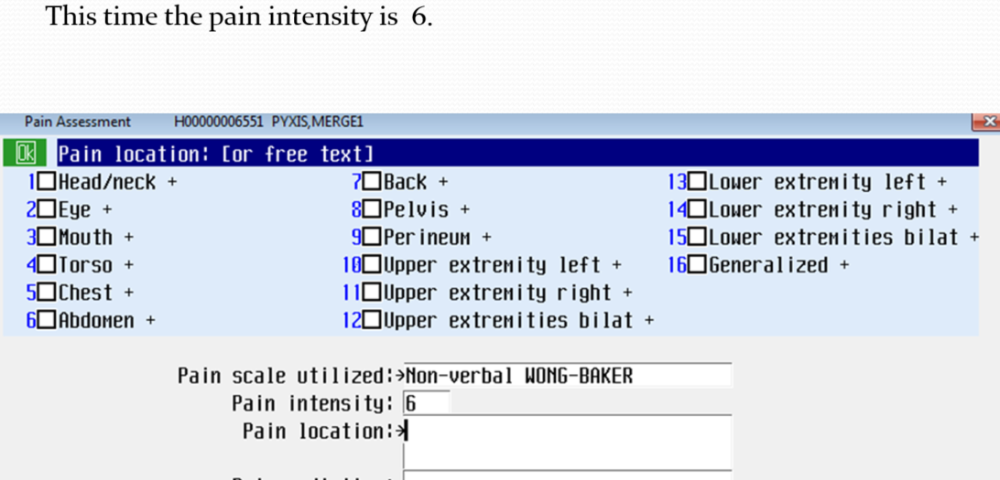 This time the pain intensity is 6.
Pain Assessment H00000006551 PYXIS,MERGE1
Ok Pain location: [or free text]
1 Head/neck + 7 Back + 13 Lower extremity left +
2 Eye + 8 Pelvis + 14 Lower extremity right +
3 Mouth + 9 Perineum + 15 Lower extremities bilat +
4 Torso + 10 Upper extremity left + 16 Generalized +
5 Chest + 11 Upper extremity right +
6 Abdomen + 12 Upper extremities bilat +
Pain scale utilized:→Non-verbal WONG-BAKER
Pain intensity: 6
Pain location:→